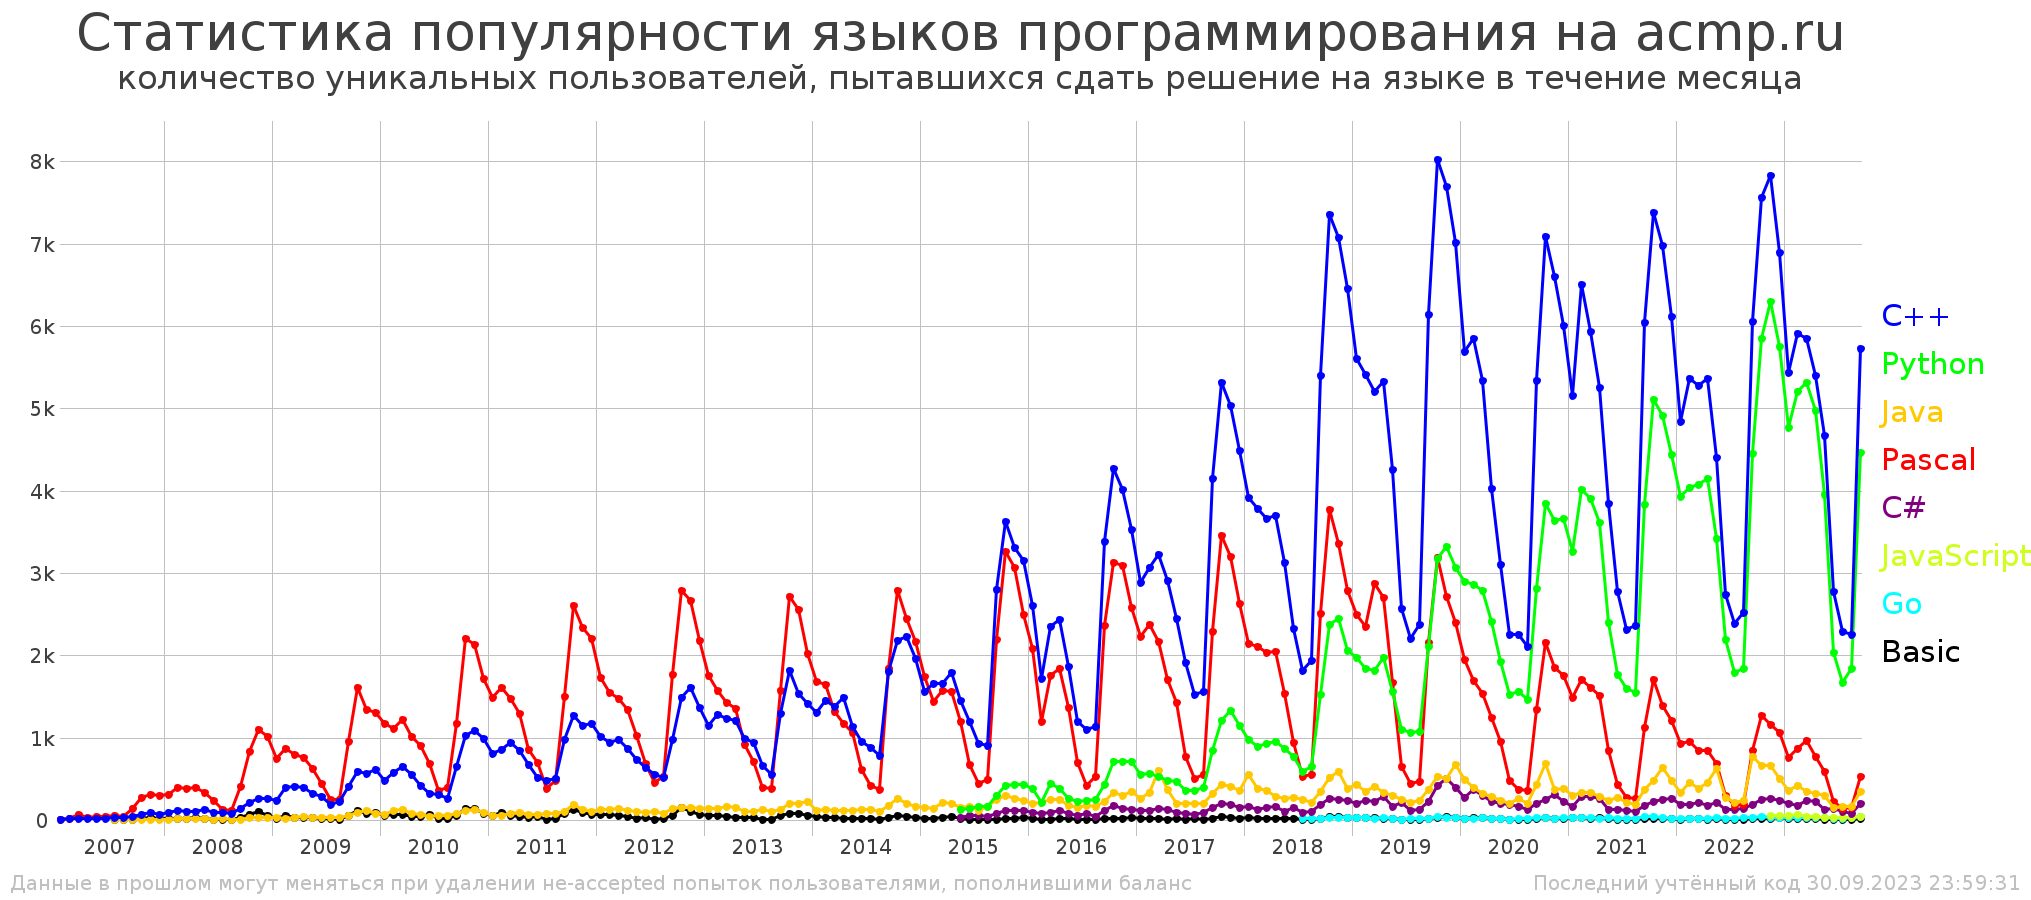 Статистика популярности языков программирования на acmp.ru
количество уникальных пользователей, пытавшихся сдать решение на языке в течение месяца
8k
7k
6k
5k
4k
3k
2k
1k
0
C++
Python
Java
Pascal
C#
JavaScript
Go
Basic
2007 2008 2009 2010 2011 2012 2013 2014 2015 2016 2017 2018 2019 2020 2021 2022
Данные в прошлом могут меняться при удалении не-accepted попыток пользователями, пополнившими баланс
Последний учтённый код 30.09.2023 23:59:31